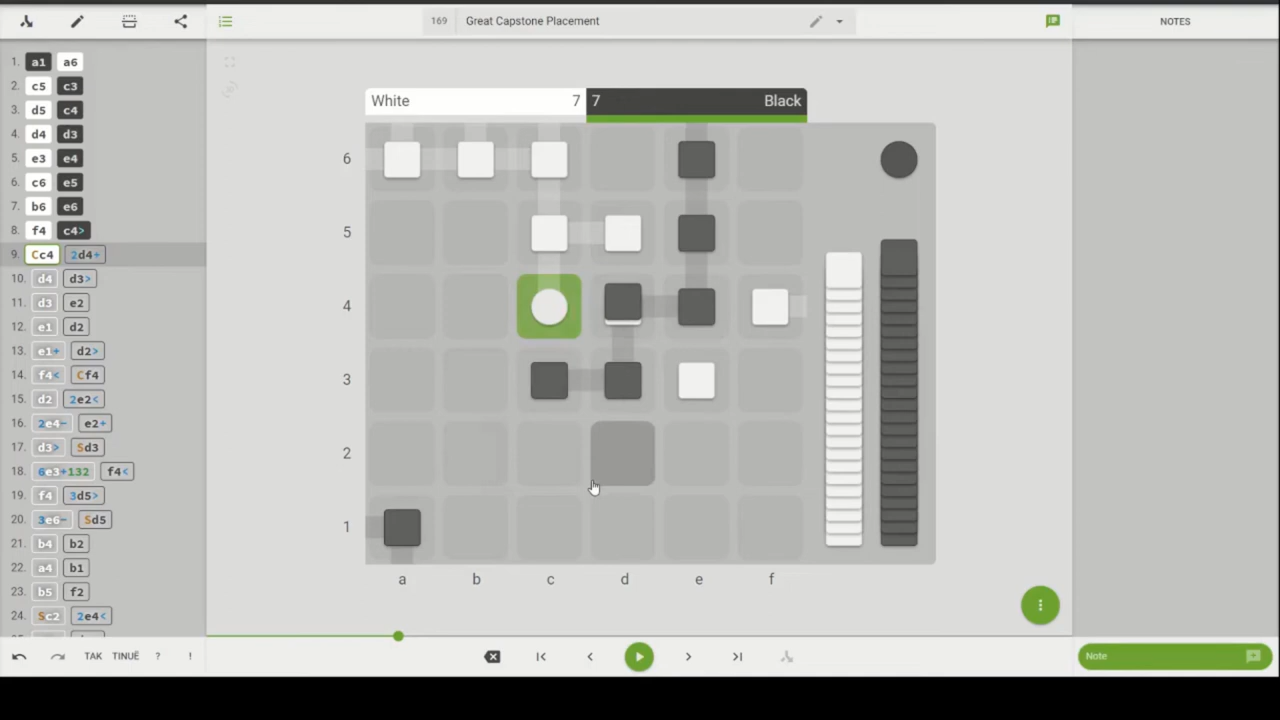 169 Great Capstone Placement
NOTES
1. a1 a6
2. c5 c3
3. d5 c4
4. d4 d3
5. e3 e4
6. c6 e5
7. b6 e6
8. f4 c4>
9. Cc4 2d4+
10. d4 d3>
11. d3 e2
12. e1 d2
13. e1+ d2>
14. f4< Cf4
15. d2 2e2<
16. 2e4- e2+
17. d3> Sd3
18. 6e3+132 f4<
19. f4 3d5>
20. 3e6- Sd5
21. b4 b2
22. a4 b1
23. b5 f2
24. Sc2 2e4<
White 7 7 Black
6
5
4
3
2
1
a b c d e f
TAK TINUĒ ? !
Note